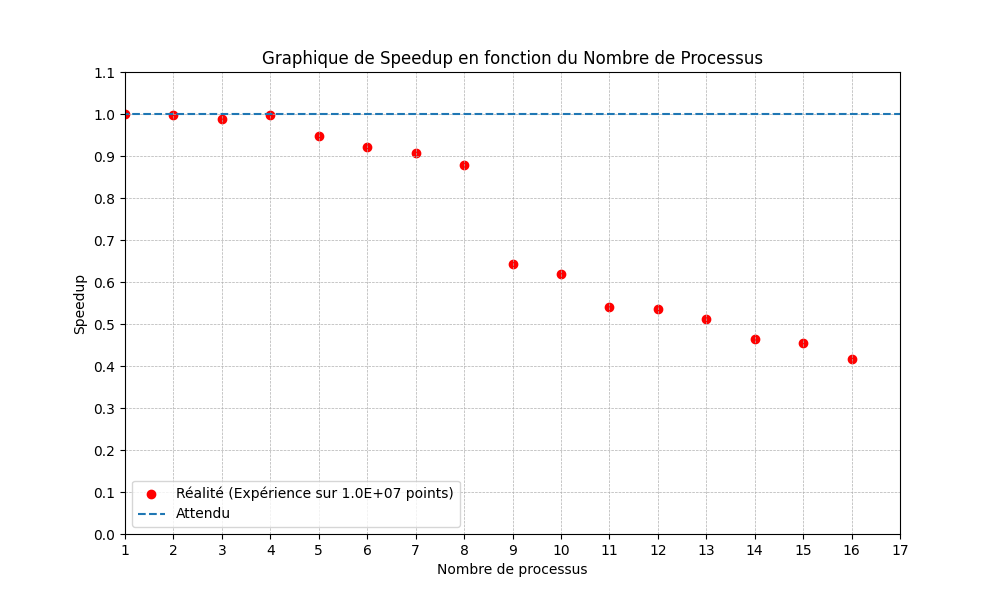 Graphique de Speedup en fonction du Nombre de Processus
1.1
1.0
0.9
0.8
0.7
0.6
0.5
0.4
0.3
0.2
0.1
0.0
Speedup
Réalité (Expérience sur 1.0E+07 points)
Attendu
1 2 3 4 5 6 7 8 9 10 11 12 13 14 15 16 17
Nombre de processus